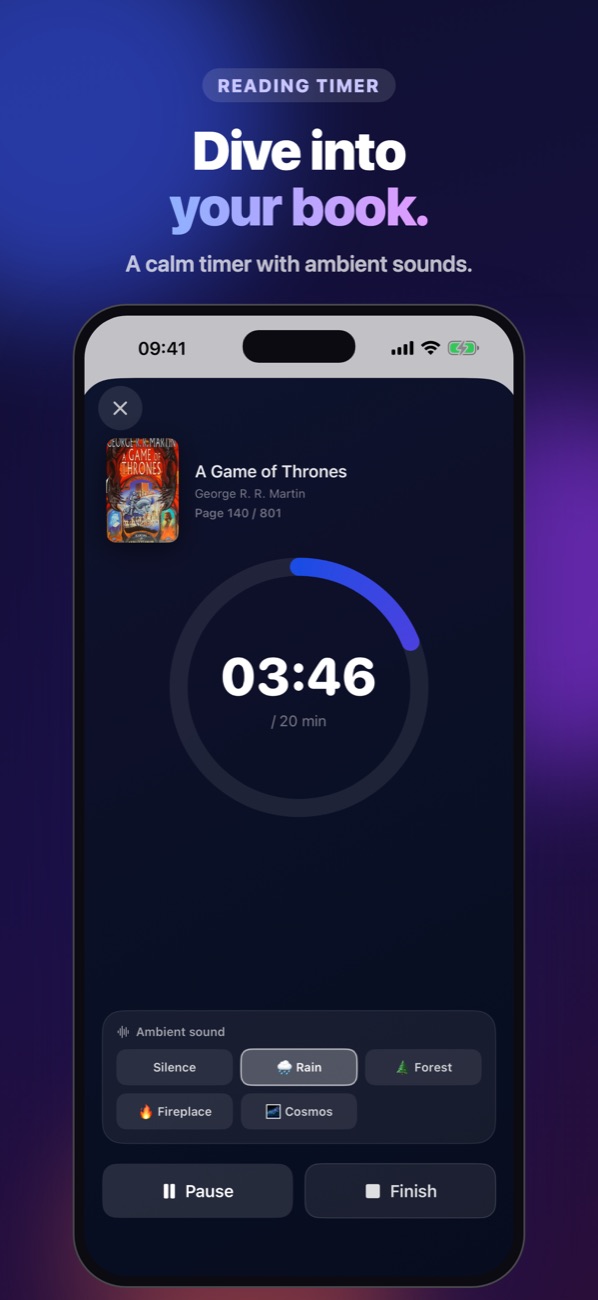 READING TIMER
Dive into
your book.
A calm timer with ambient sounds.
09:41
GEORGE R. R. MARTIN
A GAME OF
THRONES
A Game of Thrones
George R. R. Martin
Page 140 / 801
03:46
/ 20 min
Ambient sound
Silence
Rain
Forest
Fireplace
Cosmos
Pause
Finish